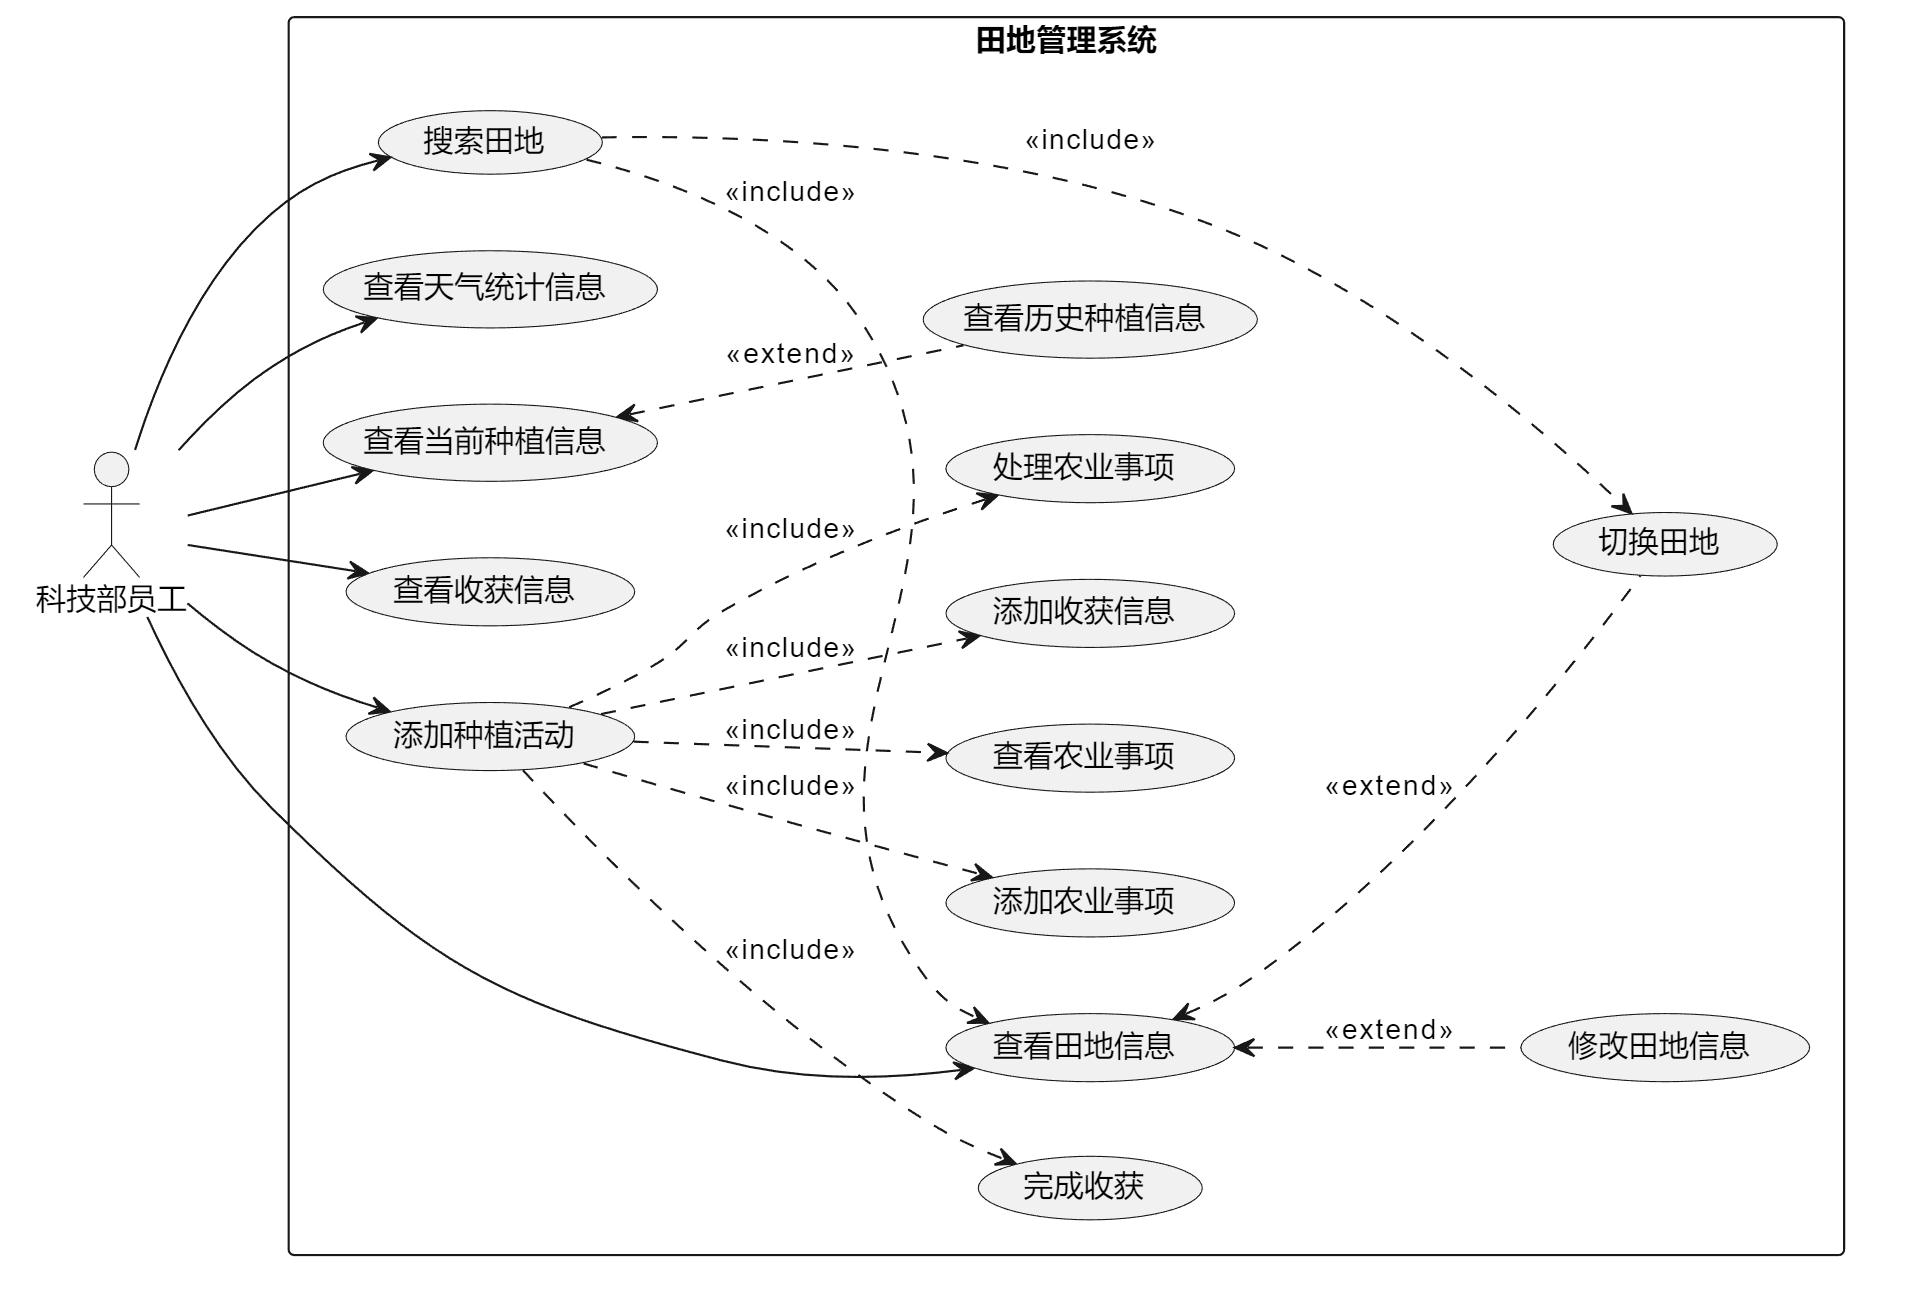 田地管理系统
搜索田地
«include»
«include»
查看天气统计信息
查看历史种植信息
«extend»
查看当前种植信息
处理农业事项
«include»
切换田地
查看收获信息
科技部员工
添加收获信息
«include»
添加种植活动
«include»
查看农业事项
«include»
«extend»
添加农业事项
«include»
查看田地信息
«extend»
修改田地信息
完成收获